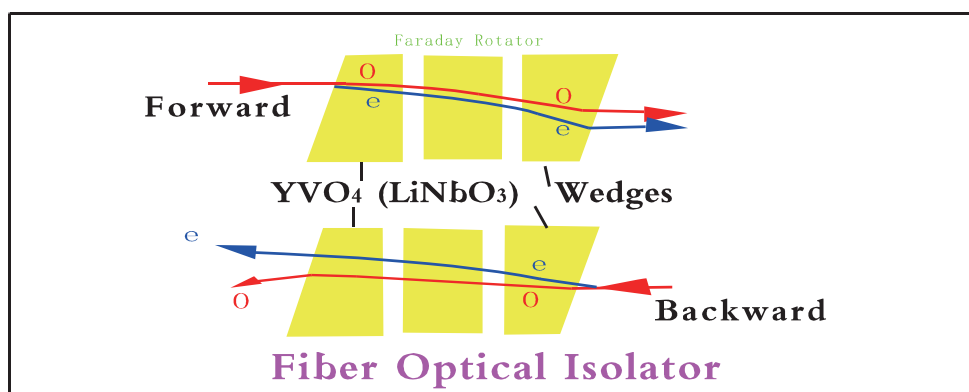 Faraday Rotator
O
O
Forward
e
e
YVO4 (LiNbO3) Wedges
e
e
O
O
Backward
Fiber Optical Isolator